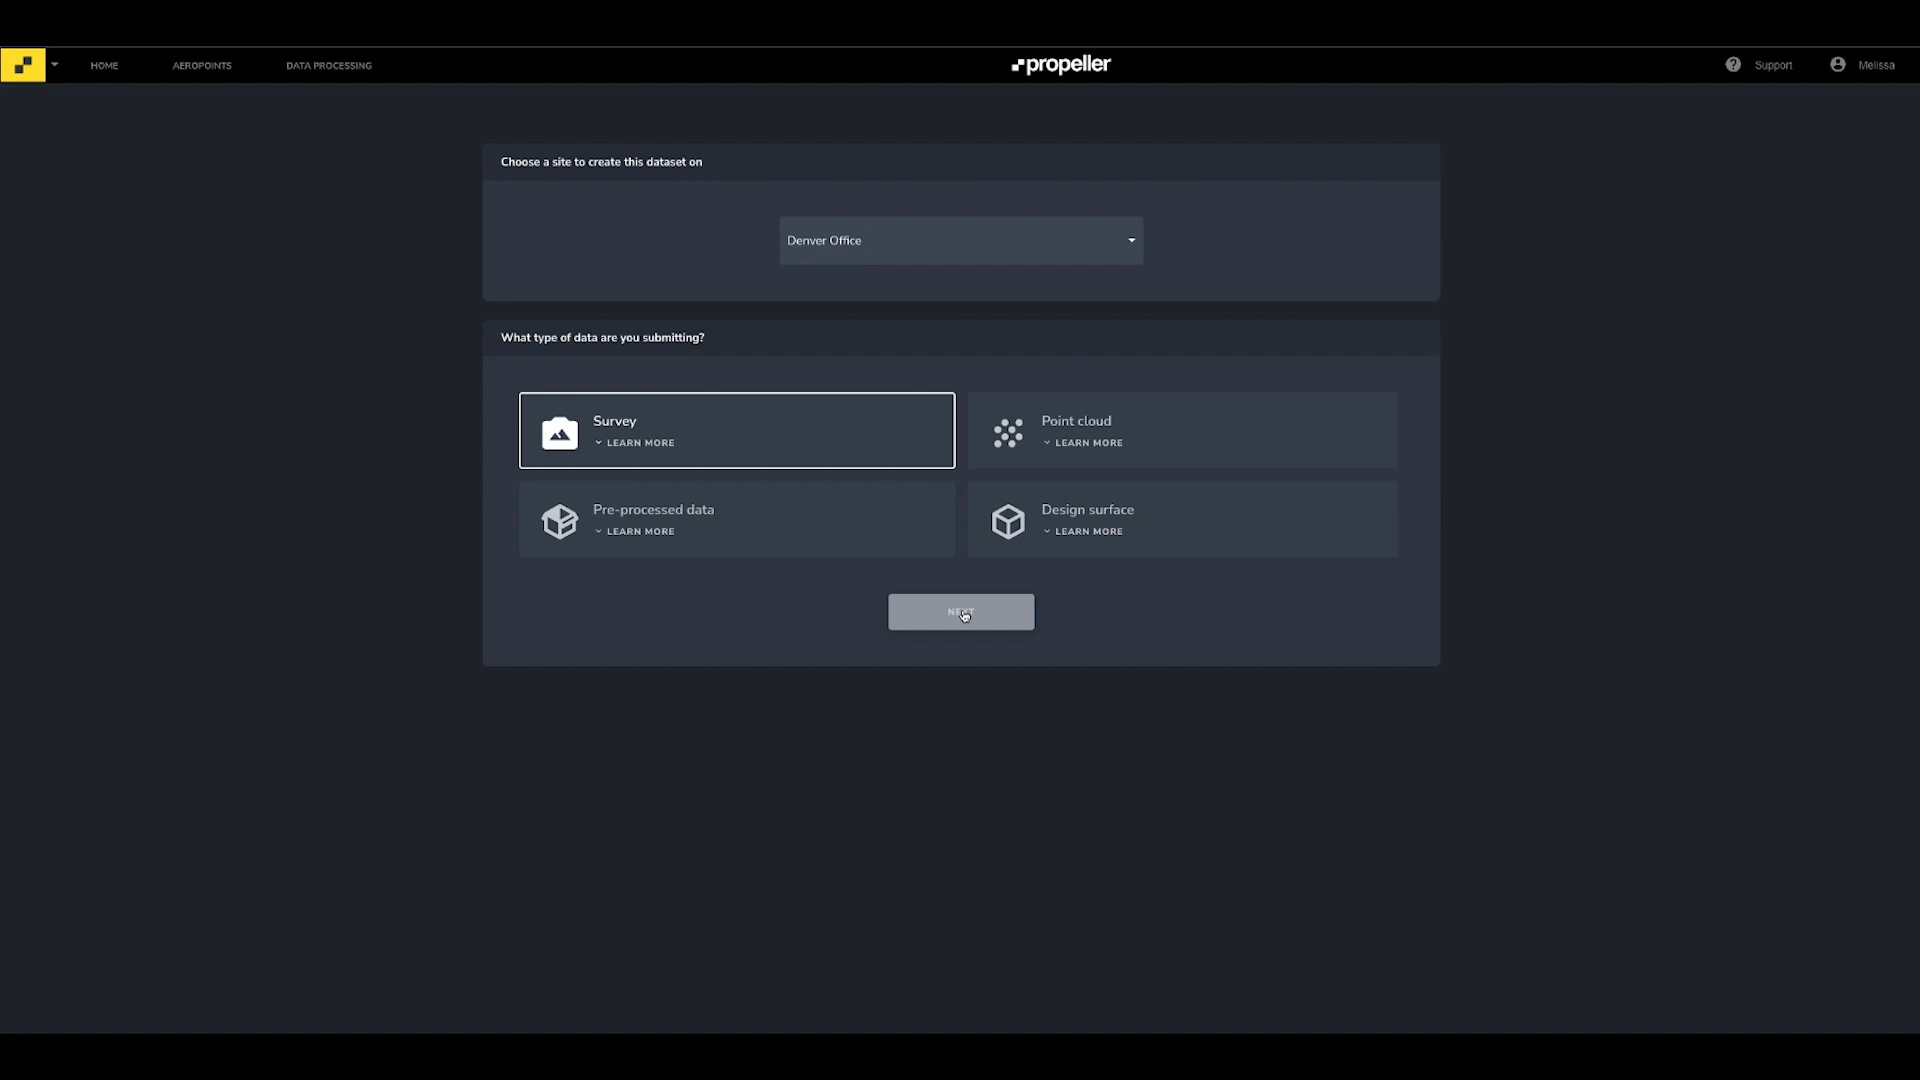 HOME
AEROPOINTS
DATA PROCESSING
propeller
Support
Melissa
Choose a site to create this dataset on
Denver Office
What type of data are you submitting?
Survey
LEARN MORE
Point cloud
LEARN MORE
Pre-processed data
LEARN MORE
Design surface
LEARN MORE
NEXT